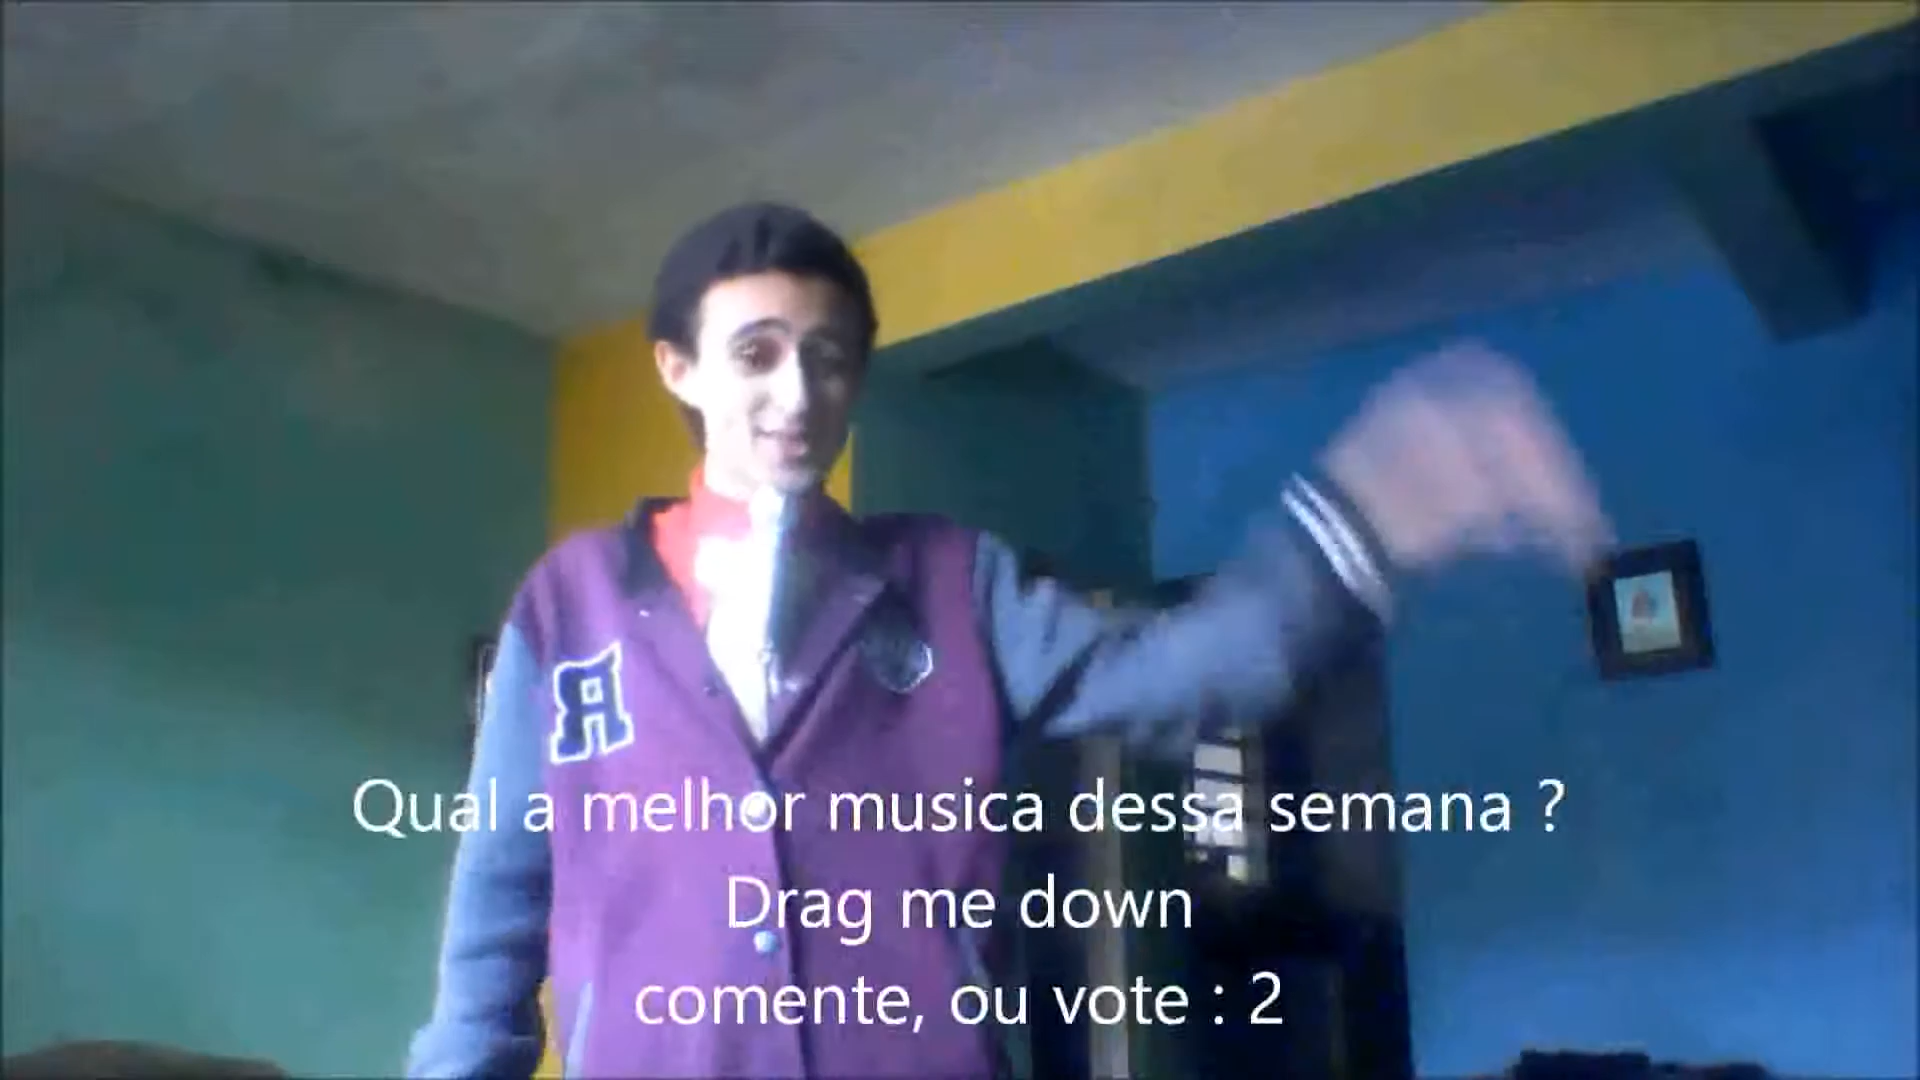 R
Qual a melhor musica dessa semana ?
Drag me down
comente, ou vote : 2